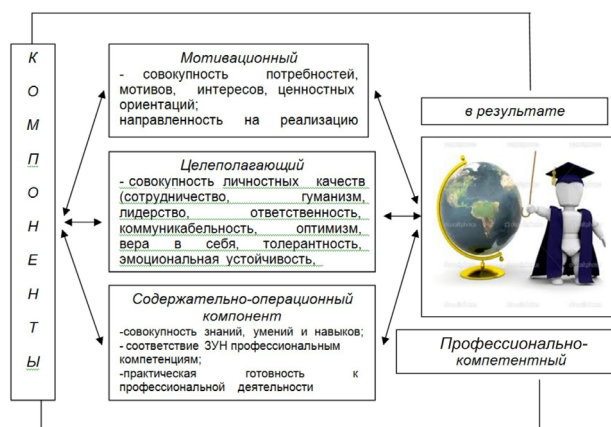 КОМПОНЕНТЫ
Мотивационный
- совокупность потребностей,
мотивов, интересов, ценностных
ориентаций;
направленность на реализацию
Целеполагающий
- совокупность личностных качеств
(сотрудничество, гуманизм,
лидерство, ответственность,
коммуникабельность, оптимизм,
вера в себя, толерантность,
эмоциональная устойчивость,
Содержательно-операционный
компонент
-совокупность знаний, умений и навыков;
- соответствие ЗУН профессиональным
компетенциям;
-практическая готовность к
профессиональной деятельности
в результате
Профессионально-
компетентный